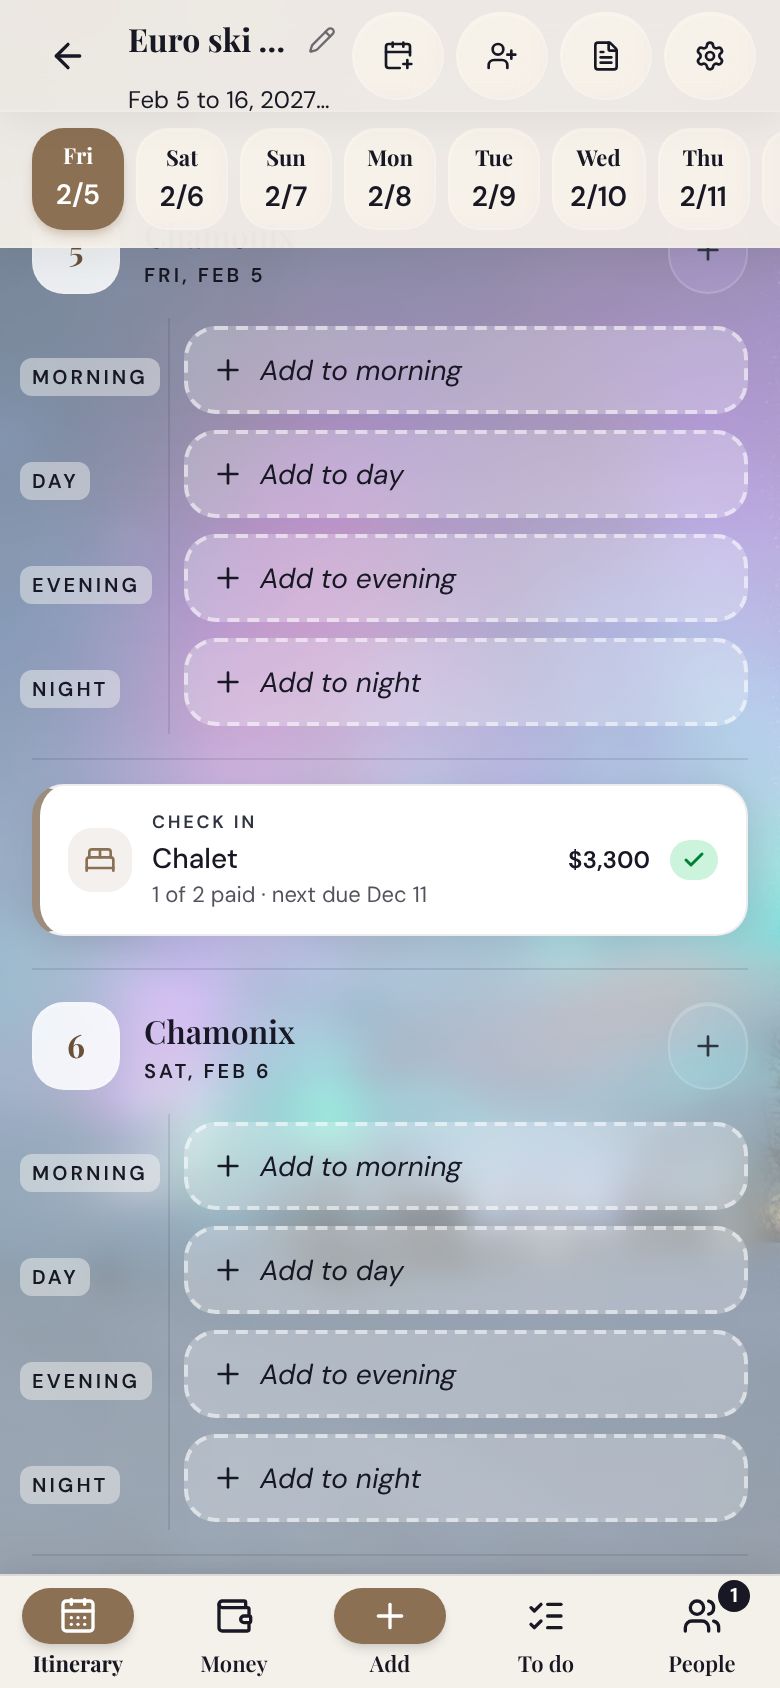 Euro ski ...
Feb 5 to 16, 2027...
Fri
2/5
Sat
2/6
Sun
2/7
Mon
2/8
Tue
2/9
Wed
2/10
Thu
2/11
5
Chamonix
FRI, FEB 5
MORNING
+ Add to morning
DAY
+ Add to day
EVENING
+ Add to evening
NIGHT
+ Add to night
CHECK IN
Chalet
$3,300
1 of 2 paid · next due Dec 11
6
Chamonix
SAT, FEB 6
MORNING
+ Add to morning
DAY
+ Add to day
EVENING
+ Add to evening
NIGHT
+ Add to night
1
Itinerary
Money
Add
To do
People